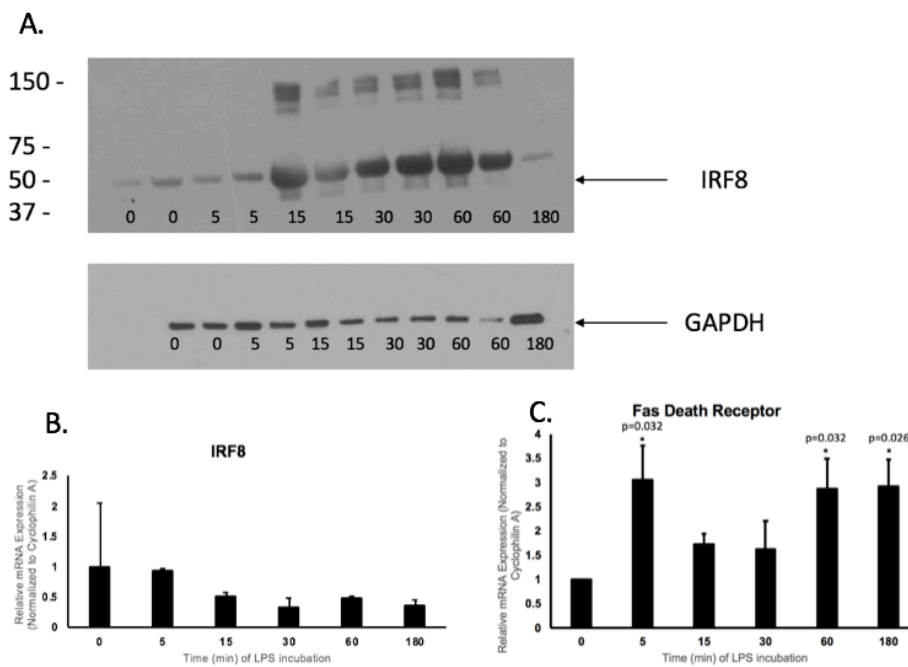 A.
150 -
75 -
50 -
37 -
IRF8
0 0 5 5 15 15 30 30 60 60 180
GAPDH
0 0 5 5 15 15 30 30 60 60 180
B.
IRF8
Relative mRNA Expression
(Normalized to Cyclophilin A)
2.5
2
1.5
1
0.5
0
0 5 15 30 60 180
Time (min) of LPS incubation
C.
Fas Death Receptor
p=0.032 p=0.032 p=0.026
* * *
Relative mRNA Expression (Normalized to
Cyclophilin A)
4
3.5
3
2.5
2
1.5
1
0.5
0
0 5 15 30 60 180
Time (min) of LPS incubation